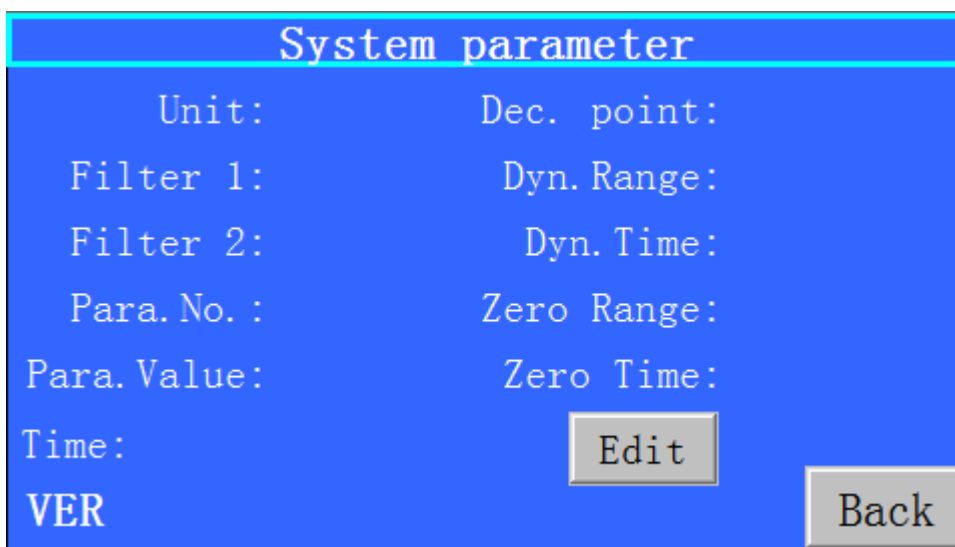 System parameter
Unit: Dec. point:
Filter 1: Dyn.Range:
Filter 2: Dyn.Time:
Para.No.: Zero Range:
Para.Value: Zero Time:
Time: Edit
VER Back